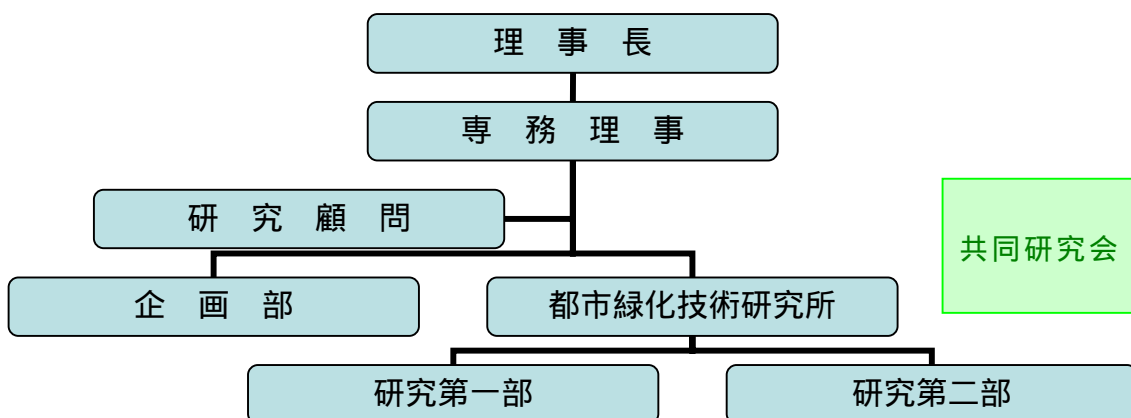 理 事 長
専 務 理 事
研 究 顧 問
共同研究会
企 画 部
都市緑化技術研究所
研究第一部
研究第二部